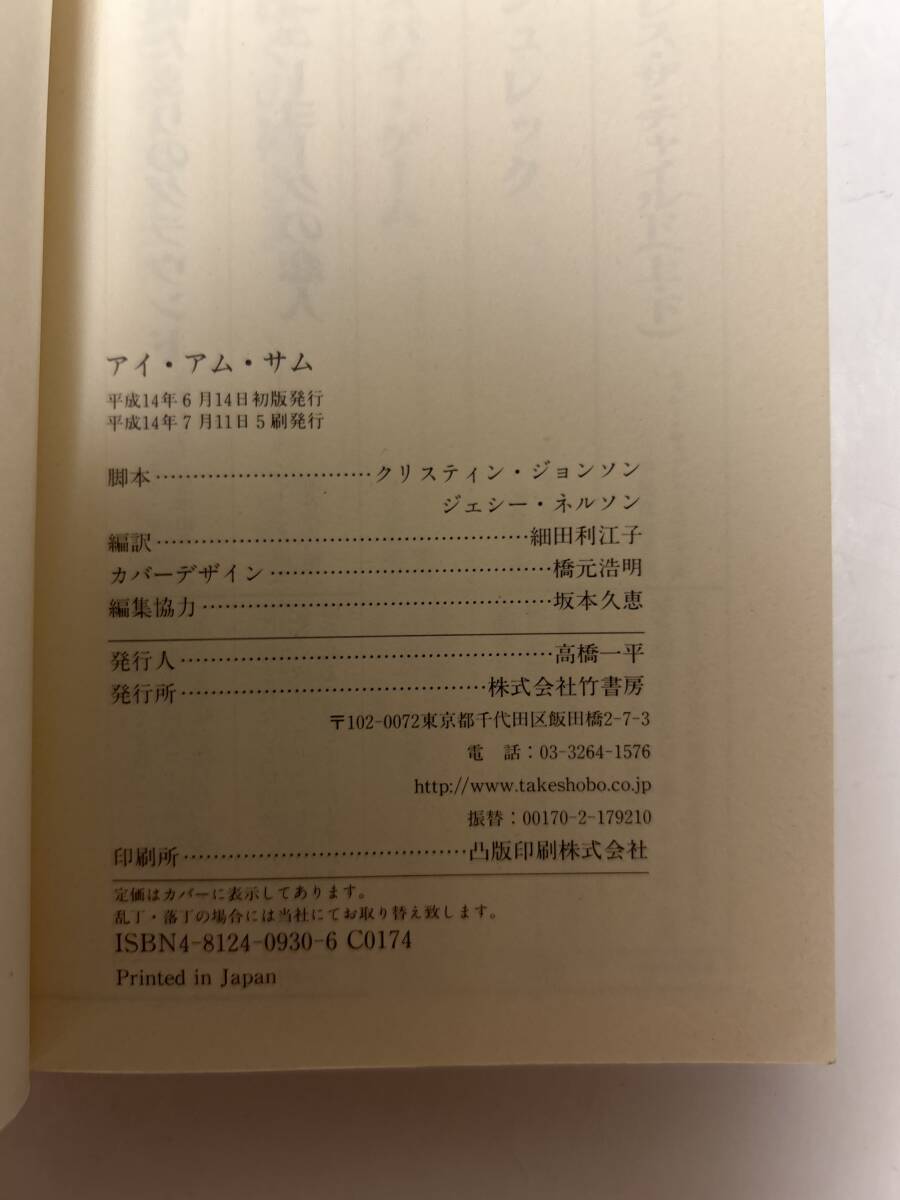 アイ・アム・サム
平成14年6月14日初版発行
平成14年7月11日5刷発行
脚本…………………………クリスティン・ジョンソン
ジェシー・ネルソン
編訳……………………………………………細田利江子
カバーデザイン…………………………………橋元浩明
編集協力…………………………………………坂本久恵
発行人……………………………………………高橋一平
発行所……………………………………株式会社竹書房
〒102-0072東京都千代田区飯田橋2-7-3
電　話：03-3264-1576
http://www.takeshobo.co.jp
振替：00170-2-179210
印刷所…………………………………凸版印刷株式会社
定価はカバーに表示してあります。
乱丁・落丁の場合には当社にてお取り替え致します。
ISBN4-8124-0930-6 C0174
Printed in Japan